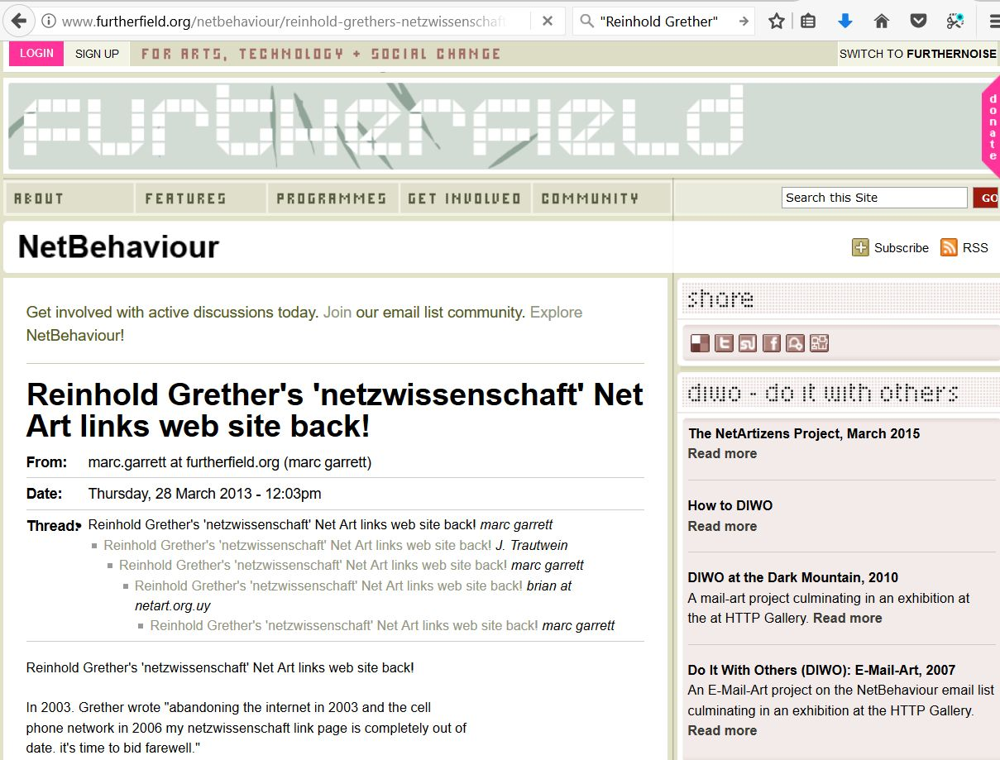 www.furtherfield.org/netbehaviour/reinhold-grethers-netzwissenschaft
"Reinhold Grether"
LOGIN SIGN UP FOR ARTS, TECHNOLOGY + SOCIAL CHANGE SWITCH TO FURTHERNOISE
furtherfield
donate
ABOUT FEATURES PROGRAMMES GET INVOLVED COMMUNITY Search this Site GO
NetBehaviour
Subscribe RSS
Get involved with active discussions today. Join our email list community. Explore
NetBehaviour!
Reinhold Grether's 'netzwissenschaft' Net
Art links web site back!
From: marc.garrett at furtherfield.org (marc garrett)
Date: Thursday, 28 March 2013 - 12:03pm
Thread: Reinhold Grether's 'netzwissenschaft' Net Art links web site back! marc garrett
Reinhold Grether's 'netzwissenschaft' Net Art links web site back! J. Trautwein
Reinhold Grether's 'netzwissenschaft' Net Art links web site back! marc garrett
Reinhold Grether's 'netzwissenschaft' Net Art links web site back! brian at
netart.org.uy
Reinhold Grether's 'netzwissenschaft' Net Art links web site back! marc garrett
Reinhold Grether's 'netzwissenschaft' Net Art links web site back!
In 2003. Grether wrote "abandoning the internet in 2003 and the cell
phone network in 2006 my netzwissenschaft link page is completely out of
date. it's time to bid farewell."
share
diwo - do it with others
The NetArtizens Project, March 2015
Read more
How to DIWO
Read more
DIWO at the Dark Mountain, 2010
A mail-art project culminating in an exhibition at
the at HTTP Gallery. Read more
Do It With Others (DIWO): E-Mail-Art, 2007
An E-Mail-Art project on the NetBehaviour email list
culminating in an exhibition at the HTTP Gallery.
Read more